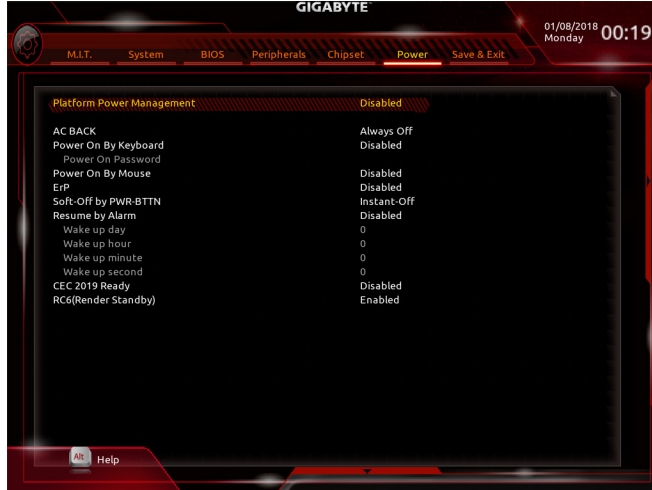 GIGABYTE
01/08/2018
Monday
00:19
M.I.T. System BIOS Peripherals Chipset Power Save & Exit
Platform Power Management Disabled
AC BACK Always Off
Power On By Keyboard Disabled
Power On Password
Power On By Mouse Disabled
ErP Disabled
Soft-Off by PWR-BTTN Instant-Off
Resume by Alarm Disabled
Wake up day 0
Wake up hour 0
Wake up minute 0
Wake up second 0
CEC 2019 Ready Disabled
RC6(Render Standby) Enabled
Alt Help